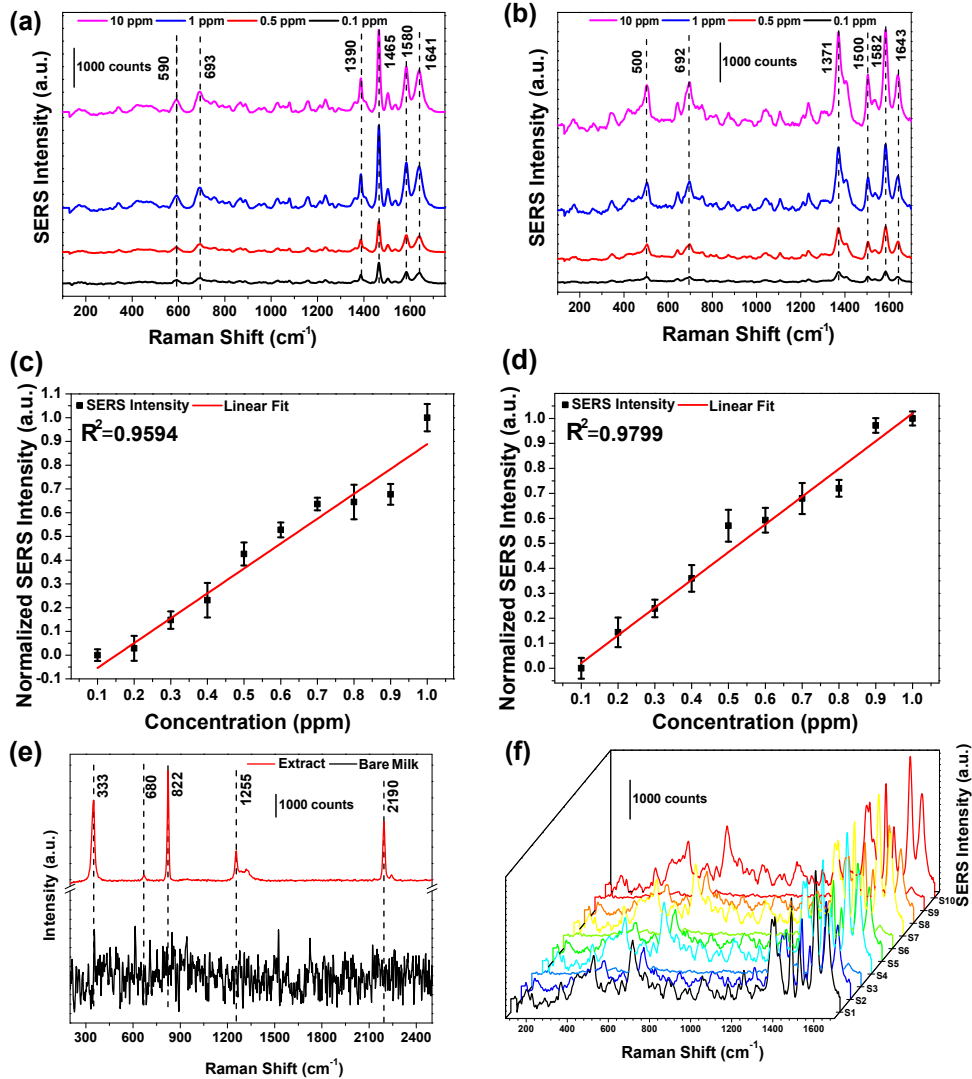 (a)
10 ppm 1 ppm 0.5 ppm 0.1 ppm
1000 counts
590
693
1390
1465
1580
1641
SERS Intensity (a.u.)
200 400 600 800 1000 1200 1400 1600
Raman Shift (cm-1)
(b)
10 ppm 1 ppm 0.5 ppm 0.1 ppm
1000 counts
500
692
1371
1500
1582
1643
SERS Intensity (a.u.)
200 400 600 800 1000 1200 1400 1600
Raman Shift (cm-1)
(c)
SERS Intensity Linear Fit
R2=0.9594
Normalized SERS Intensity (a.u.)
1.1
1.0
0.9
0.8
0.7
0.6
0.5
0.4
0.3
0.2
0.1
0.0
-0.1
0.1 0.2 0.3 0.4 0.5 0.6 0.7 0.8 0.9 1.0
Concentration (ppm)
(d)
SERS Intensity Linear Fit
R2=0.9799
Normalized SERS Intensity (a.u.)
1.0
0.9
0.8
0.7
0.6
0.5
0.4
0.3
0.2
0.1
0.0
0.1 0.2 0.3 0.4 0.5 0.6 0.7 0.8 0.9 1.0
Concentration (ppm)
(e)
Extract Bare Milk
333
680
822
1255
2190
1000 counts
Intensity (a.u.)
300 600 900 1200 1500 1800 2100 2400
Raman Shift (cm-1)
(f)
1000 counts
SERS Intensity (a.u.)
S10
S9
S8
S7
S6
S5
S4
S3
S2
S1
200 400 600 800 1000 1200 1400 1600
Raman Shift (cm-1)